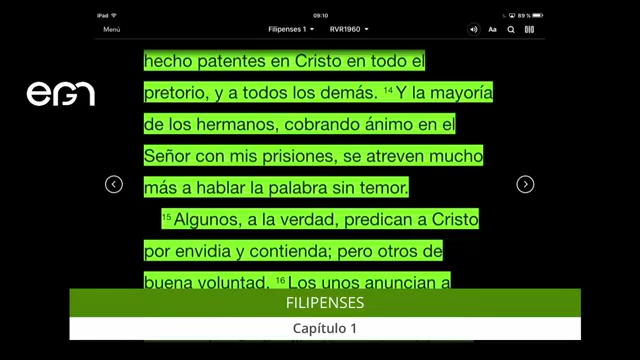 iPad 09:10 89 %
Menú Filipenses 1 RVR1960 Aa
hecho patentes en Cristo en todo el
pretorio, y a todos los demás. 14 Y la mayoría
de los hermanos, cobrando ánimo en el
Señor con mis prisiones, se atreven mucho
más a hablar la palabra sin temor.
15 Algunos, a la verdad, predican a Cristo
por envidia y contienda; pero otros de
buena voluntad. 16 Los unos anuncian a
FILIPENSES
Capítulo 1